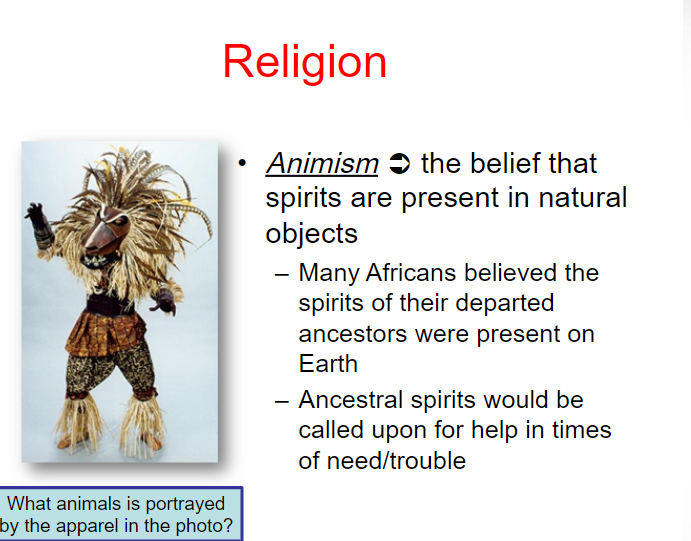 Religion
• Animism ➲ the belief that
spirits are present in natural
objects
– Many Africans believed the
spirits of their departed
ancestors were present on
Earth
– Ancestral spirits would be
called upon for help in times
of need/trouble
What animals is portrayed
by the apparel in the photo?